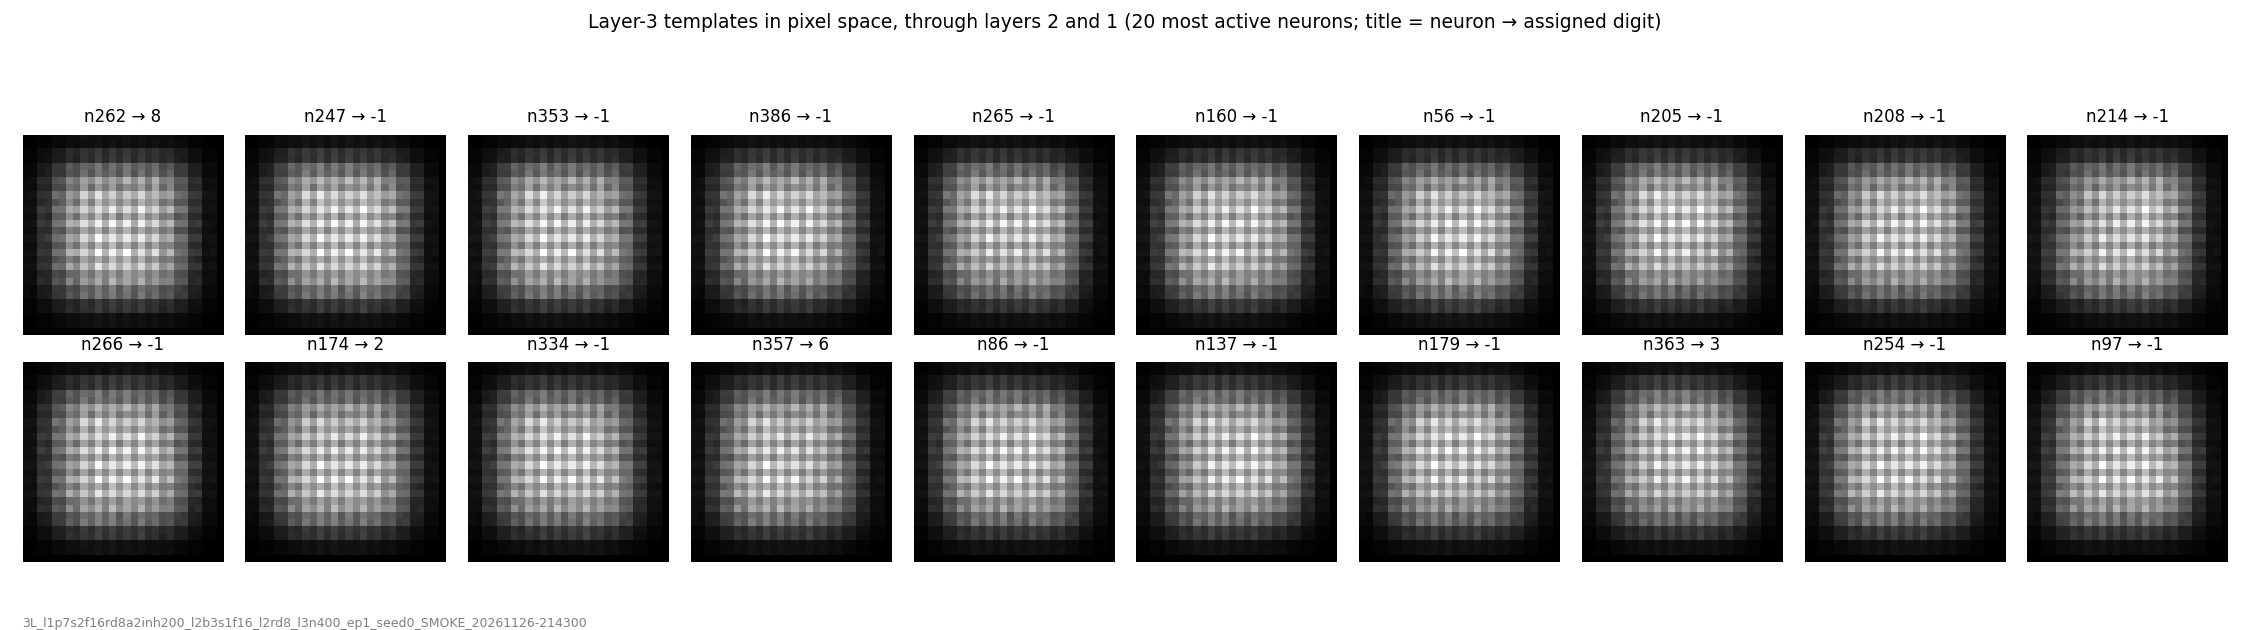 Layer-3 templates in pixel space, through layers 2 and 1 (20 most active neurons; title = neuron → assigned digit)
n262 → 8 n247 → -1 n353 → -1 n386 → -1 n265 → -1 n160 → -1 n56 → -1 n205 → -1 n208 → -1 n214 → -1
n266 → -1 n174 → 2 n334 → -1 n357 → 6 n86 → -1 n137 → -1 n179 → -1 n363 → 3 n254 → -1 n97 → -1
3L_l1p7s2f16rd8a2inh200_l2b3s1f16_l2rd8_l3n400_ep1_seed0_SMOKE_20261126-214300